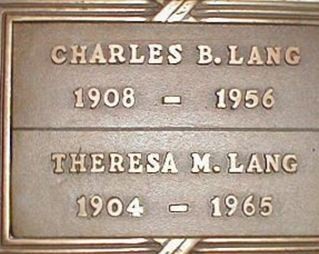 CHARLES B. LANG
1908 – 1956
THERESA M. LANG
1904 – 1965